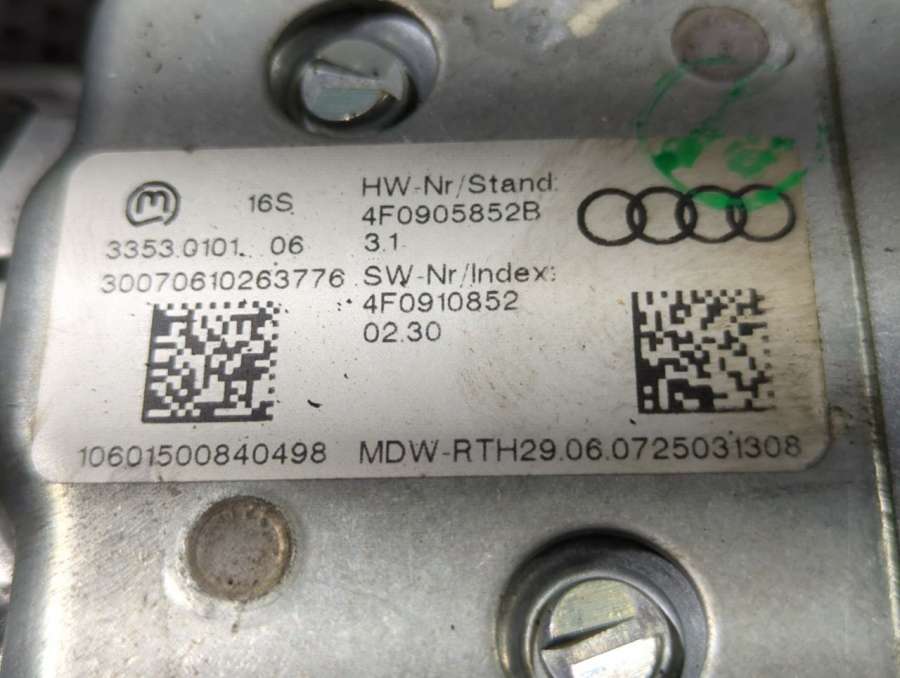 16S
3353.0101. 06
30070610263776
HW-Nr/Stand:
4F0905852B
3.1
SW-Nr/Index:
4F0910852
02.30
10601500840498
MDW-RTH29.06.0725031308